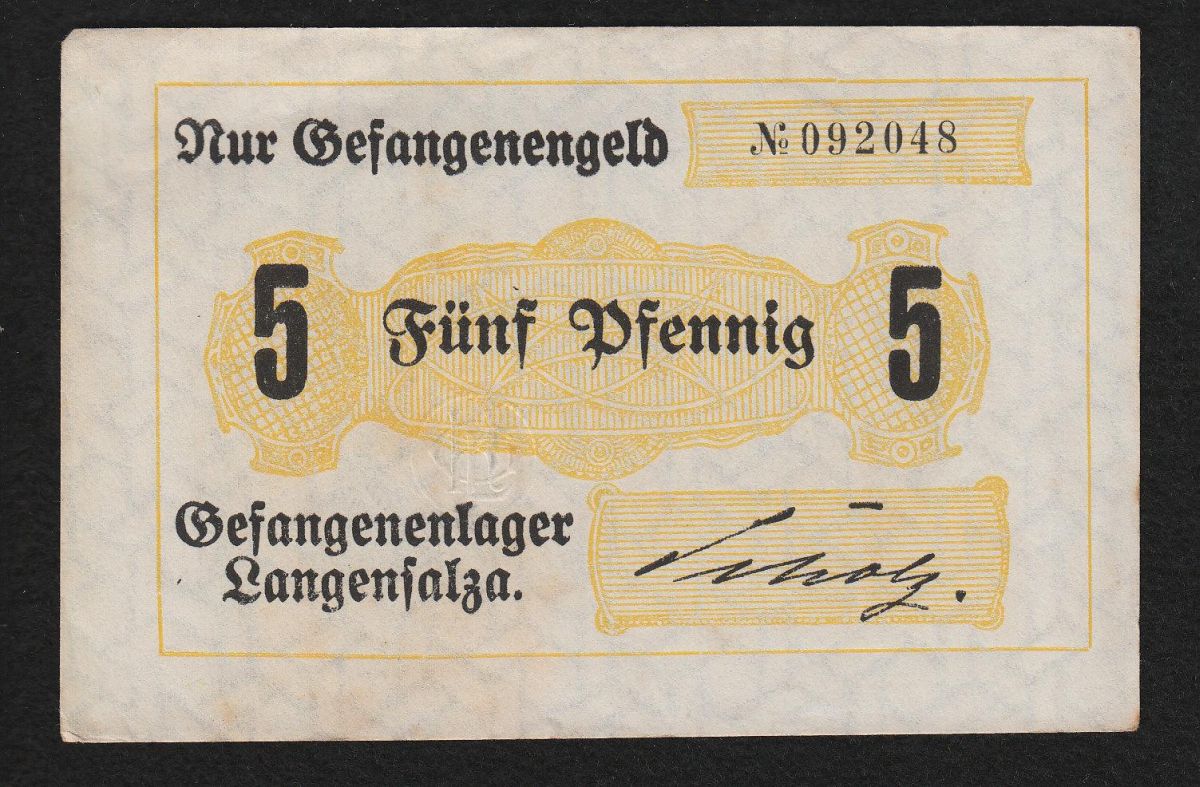 Nur Gefangenengeld
№ 092048
5 Fünf Pfennig 5
Gefangenenlager
Langensalza.